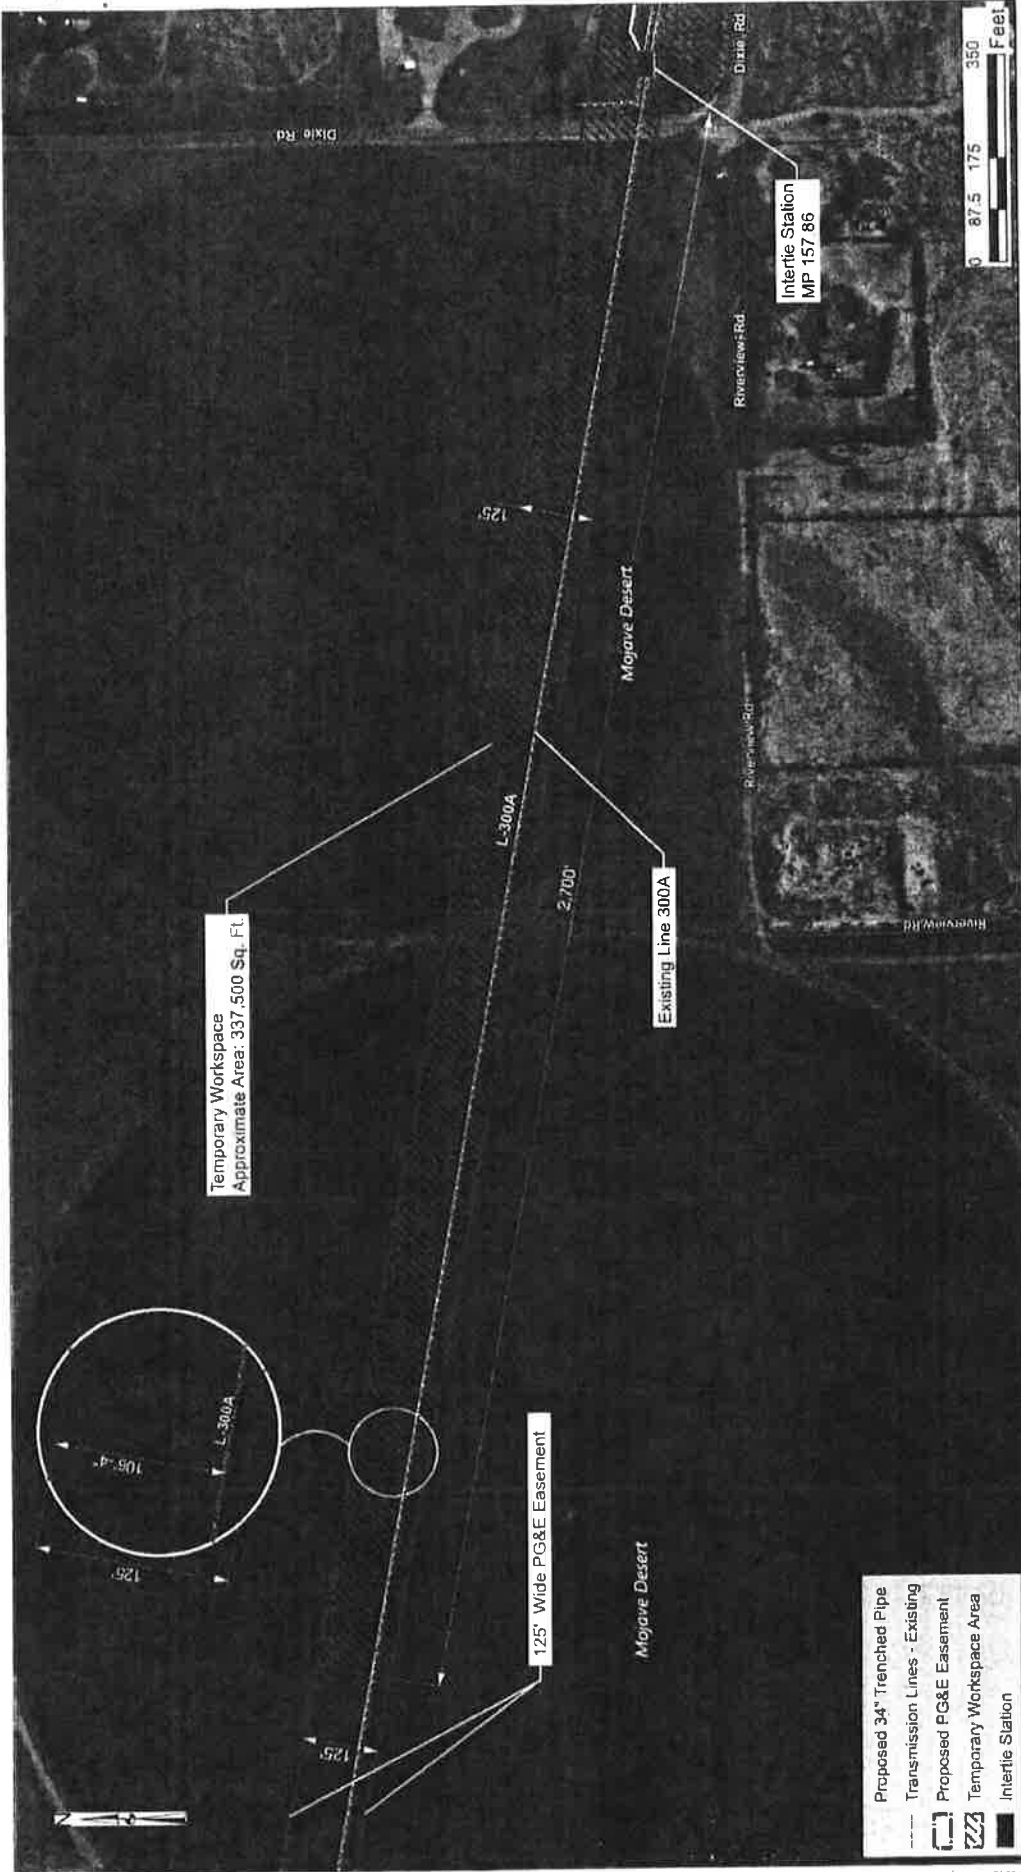 Temporary Workspace
Approximate Area: 337,500 Sq. Ft.
Dixie Rd
Dixie Rd
125'
106'-4"
L-300A
125'
125'
L-300A
2,700'
Mojave Desert
Existing Line 300A
125' Wide PG&E Easement
Mojave Desert
Intertie Station
MP 157 86
Riverview Rd
Riverview Rd
Riverview Rd
N
Proposed 34" Trenched Pipe
Transmission Lines - Existing
Proposed PG&E Easement
Temporary Workspace Area
Intertie Station
0 87.5 175 350
Feet